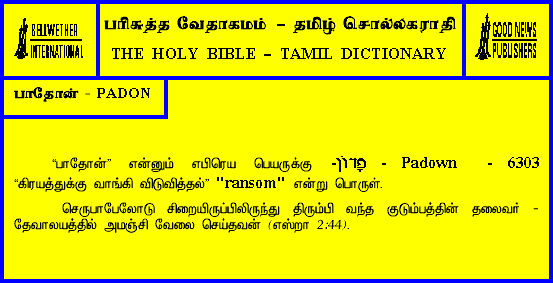 BELLWETHER
INTERNATIONAL
பரிசுத்த வேதாகமம் – தமிழ் சொல்லகராதி
THE HOLY BIBLE – TAMIL DICTIONARY
GOOD NEWS
PUBLISHERS
பாதோன் - PADON
“பாதோன்” என்னும் எபிரெய பெயருக்கு -פָּדוֹן - Padown - 6303
“கிரயத்துக்கு வாங்கி விடுவித்தல்” "ransom" என்று பொருள்.
செருபாபேலோடு சிறையிருப்பிலிருந்து திரும்பி வந்த குடும்பத்தின் தலைவர் -
தேவாலயத்தில் அமஞ்சி வேலை செய்தவன் (எஸ்றா 2:44).